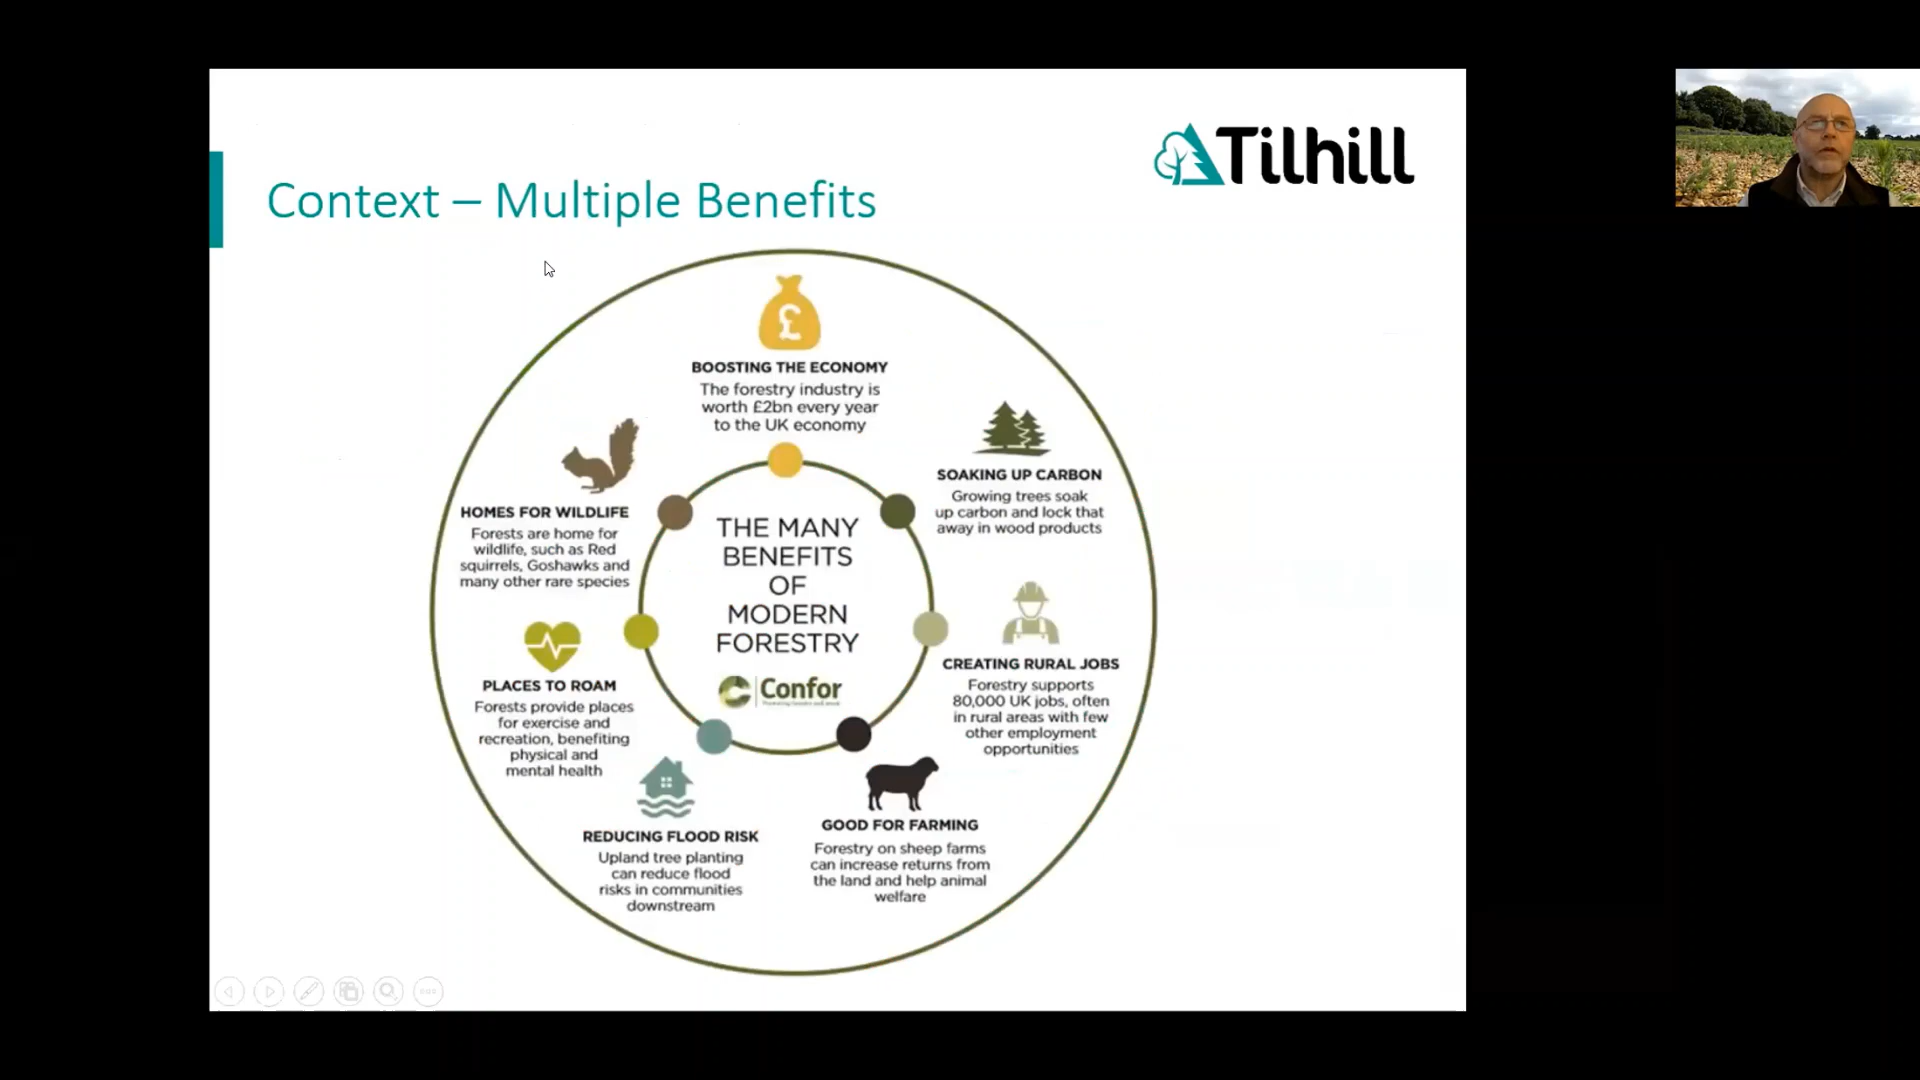 Tilhill
Context – Multiple Benefits
£
BOOSTING THE ECONOMY
The forestry industry is
worth £2bn every year
to the UK economy
SOAKING UP CARBON
Growing trees soak
up carbon and lock that
away in wood products
CREATING RURAL JOBS
Forestry supports
80,000 UK jobs, often
in rural areas with few
other employment
opportunities
GOOD FOR FARMING
Forestry on sheep farms
can increase returns from
the land and help animal
welfare
REDUCING FLOOD RISK
Upland tree planting
can reduce flood
risks in communities
downstream
PLACES TO ROAM
Forests provide places
for exercise and
recreation, benefiting
physical and
mental health
HOMES FOR WILDLIFE
Forests are home for
wildlife, such as Red
squirrels, Goshawks and
many other rare species
THE MANY
BENEFITS
OF
MODERN
FORESTRY
Confor